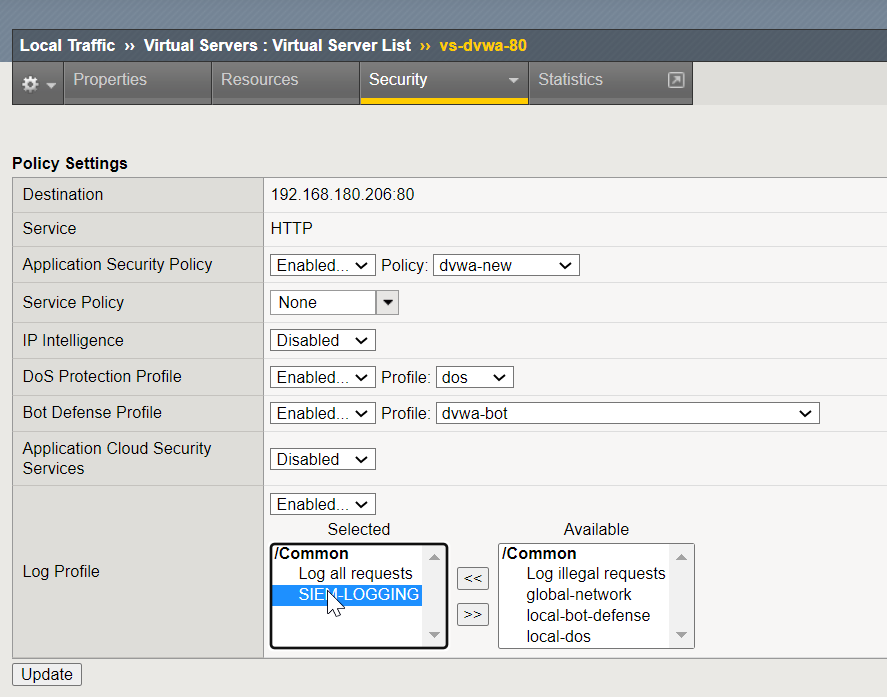 Local Traffic ›› Virtual Servers : Virtual Server List ›› vs-dvwa-80
Properties Resources Security Statistics
Policy Settings
Destination 192.168.180.206:80
Service HTTP
Application Security Policy Enabled... Policy: dvwa-new
Service Policy None
IP Intelligence Disabled
DoS Protection Profile Enabled... Profile: dos
Bot Defense Profile Enabled... Profile: dvwa-bot
Application Cloud Security
Services Disabled
Log Profile Enabled...
Selected Available
/Common /Common
Log all requests Log illegal requests
SIEM-LOGGING << global-network
>> local-bot-defense
local-dos
Update